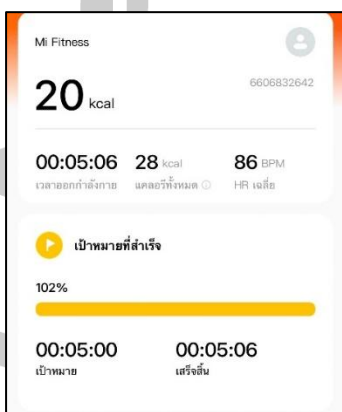 Mi Fitness
20 kcal
6606832642
00:05:06 28 kcal 86 BPM
เวลาออกกำลังกาย แคลอรีทั้งหมด HR เฉลี่ย
เป้าหมายที่สำเร็จ
102%
00:05:00 00:05:06
เป้าหมาย เสร็จสิ้น